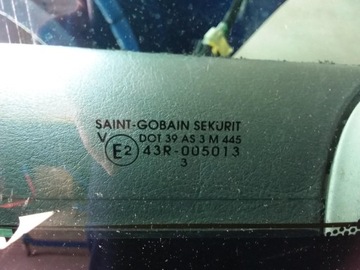 SAINT-GOBAIN SEKURIT
V DOT 39 AS 3 M 445
E2 43R-005013
3